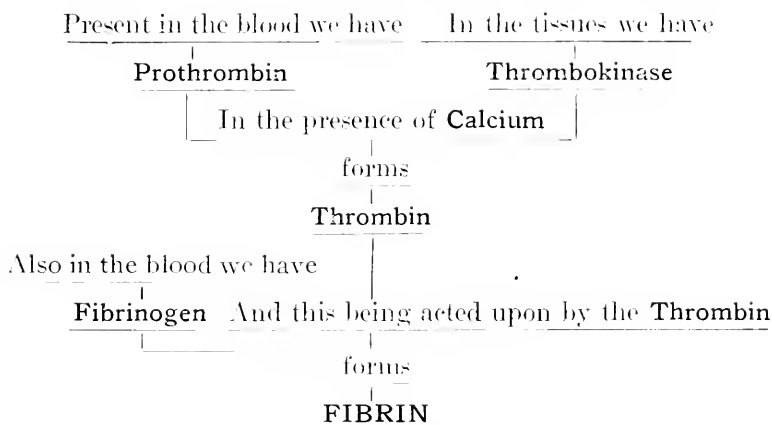 Present in the blood we have In the tissues we have
Prothrombin Thrombokinase
In the presence of Calcium
forms
Thrombin
Also in the blood we have
Fibrinogen And this being acted upon by the Thrombin
forms
FIBRIN